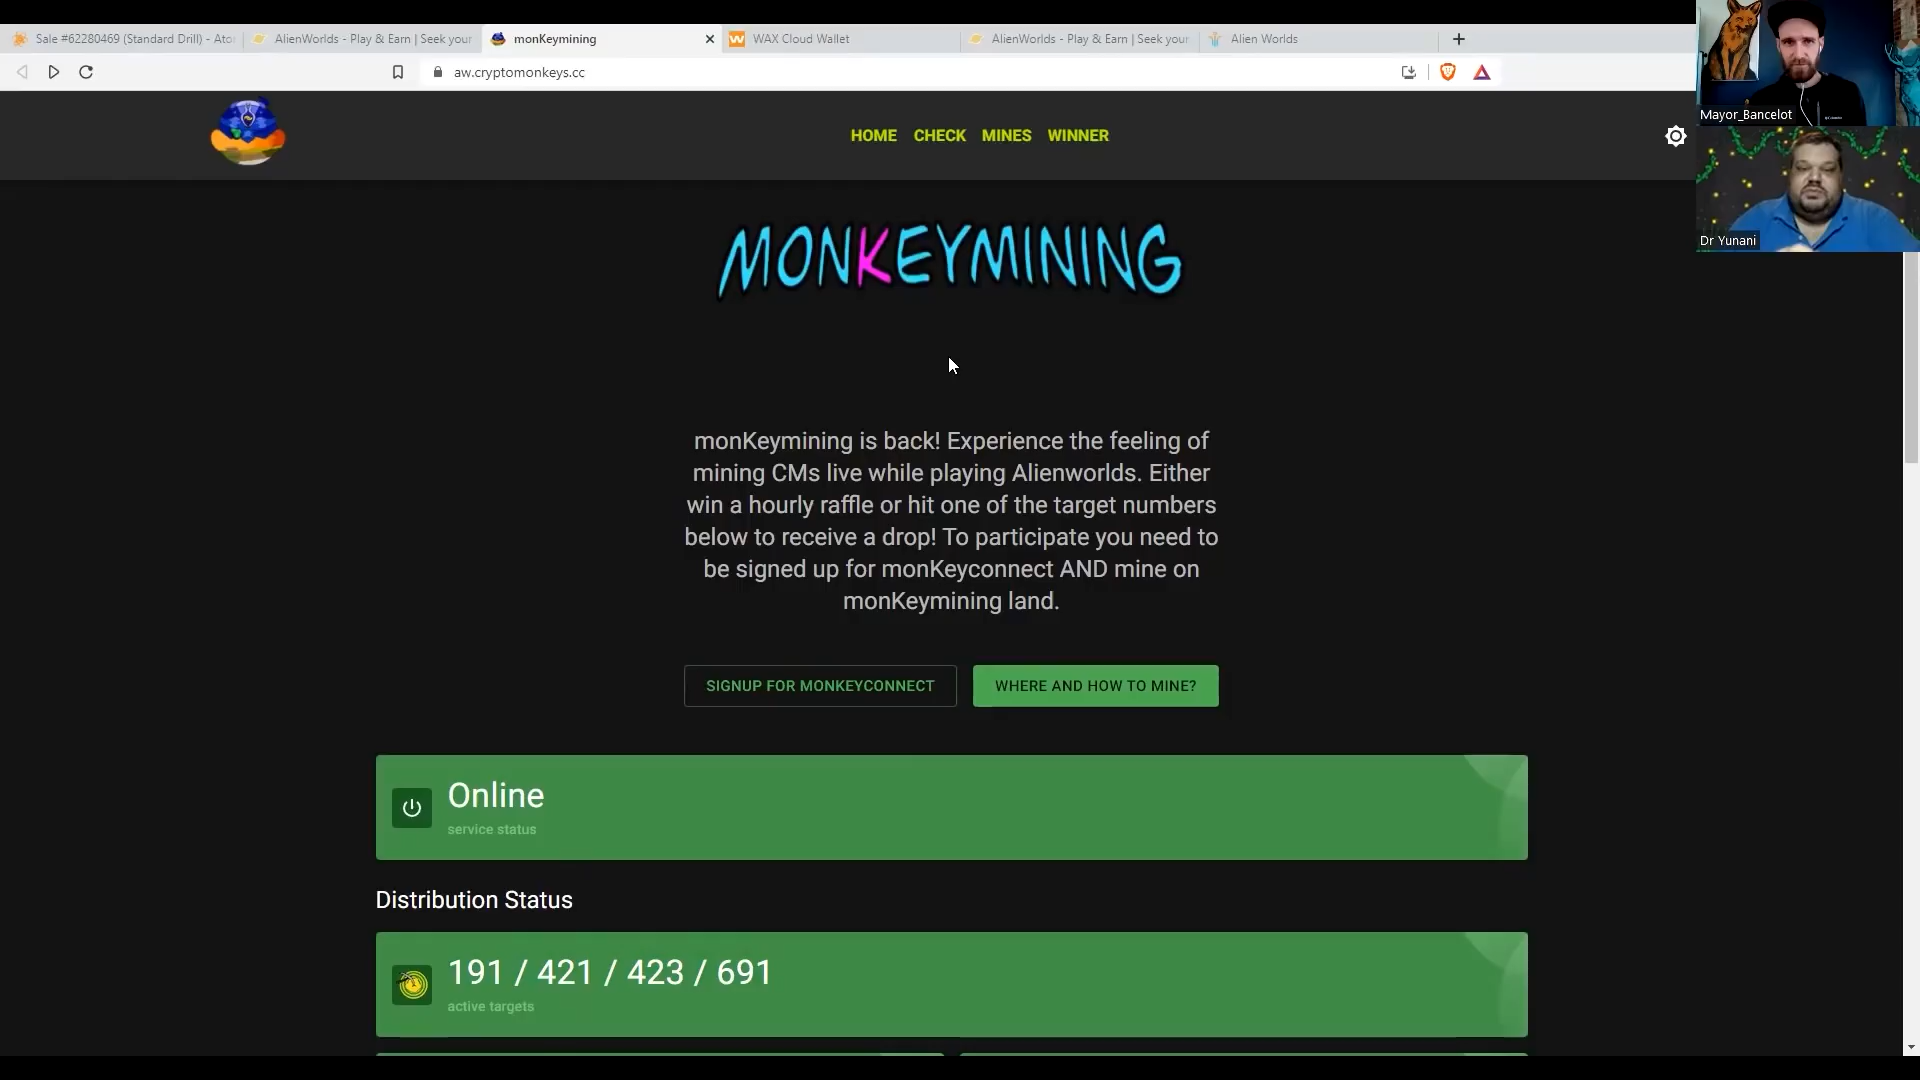 Sale #62280469 (Standard Drill) - Ato
AlienWorlds - Play & Earn | Seek your
monKeymining
WAX Cloud Wallet
AlienWorlds - Play & Earn | Seek your
Alien Worlds
aw.cryptomonkeys.cc
HOME CHECK MINES WINNER
Mayor_Bancelot
Dr Yunani
MONKEYMINING
monKeymining is back! Experience the feeling of
mining CMs live while playing Alienworlds. Either
win a hourly raffle or hit one of the target numbers
below to receive a drop! To participate you need to
be signed up for monKeyconnect AND mine on
monKeymining land.
SIGNUP FOR MONKEYCONNECT
WHERE AND HOW TO MINE?
Online
service status
Distribution Status
191 / 421 / 423 / 691
active targets